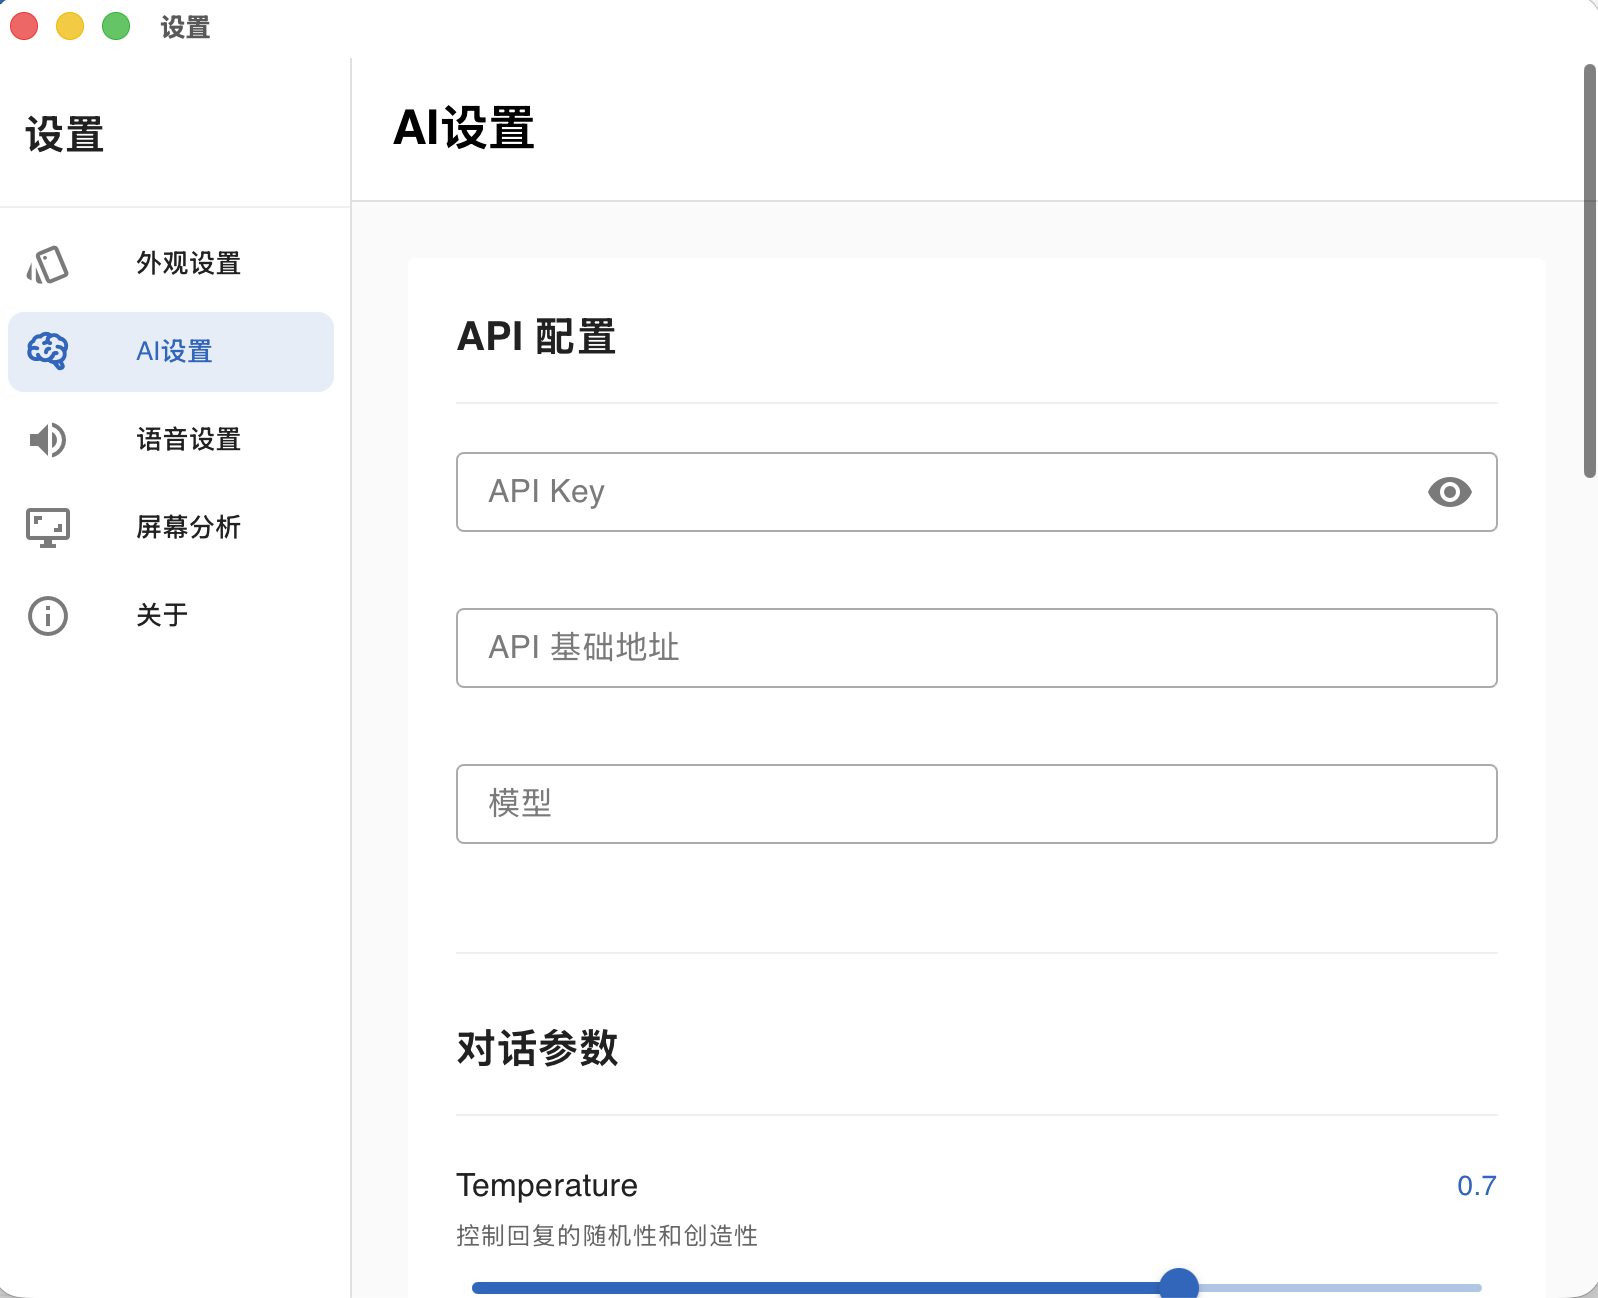 设置
设置
外观设置
AI设置
语音设置
屏幕分析
关于
AI设置
API 配置
API Key
API 基础地址
模型
对话参数
Temperature
0.7
控制回复的随机性和创造性